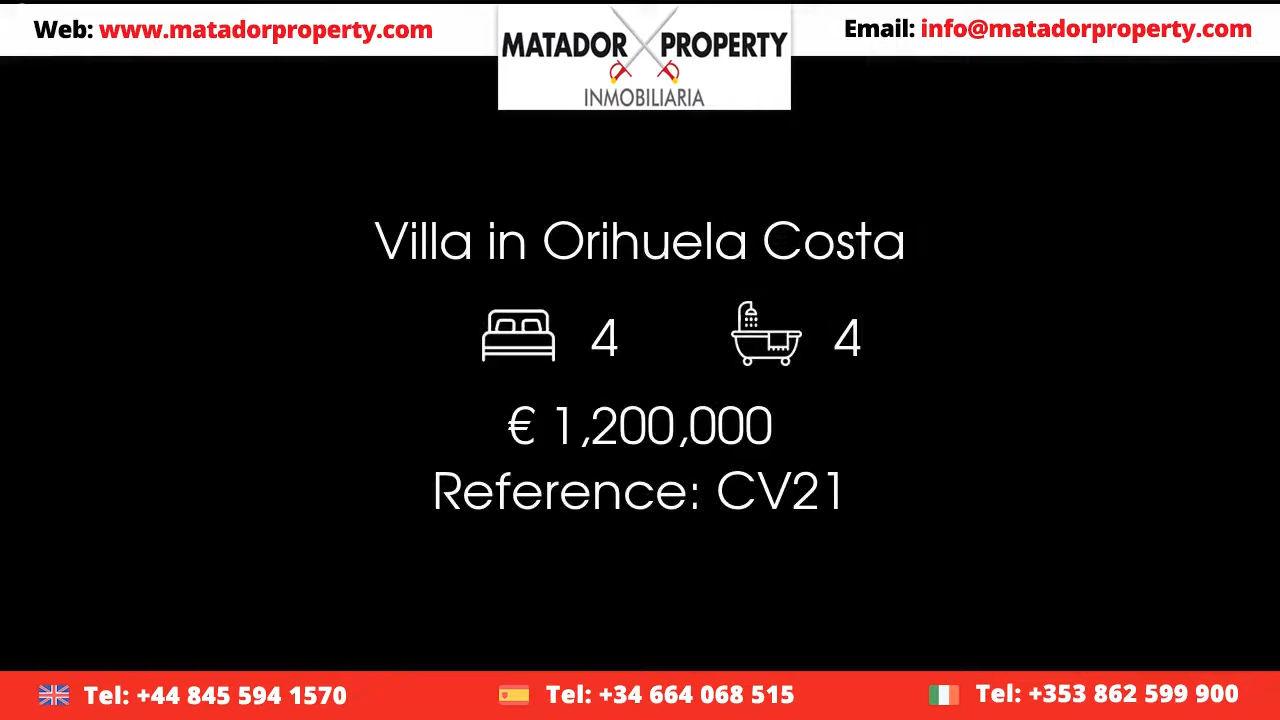 Web: www.matadorproperty.com
MATADOR PROPERTY
INMOBILIARIA
Email: info@matadorproperty.com
Villa in Orihuela Costa
4 4
€ 1,200,000
Reference: CV21
Tel: +44 845 594 1570
Tel: +34 664 068 515
Tel: +353 862 599 900